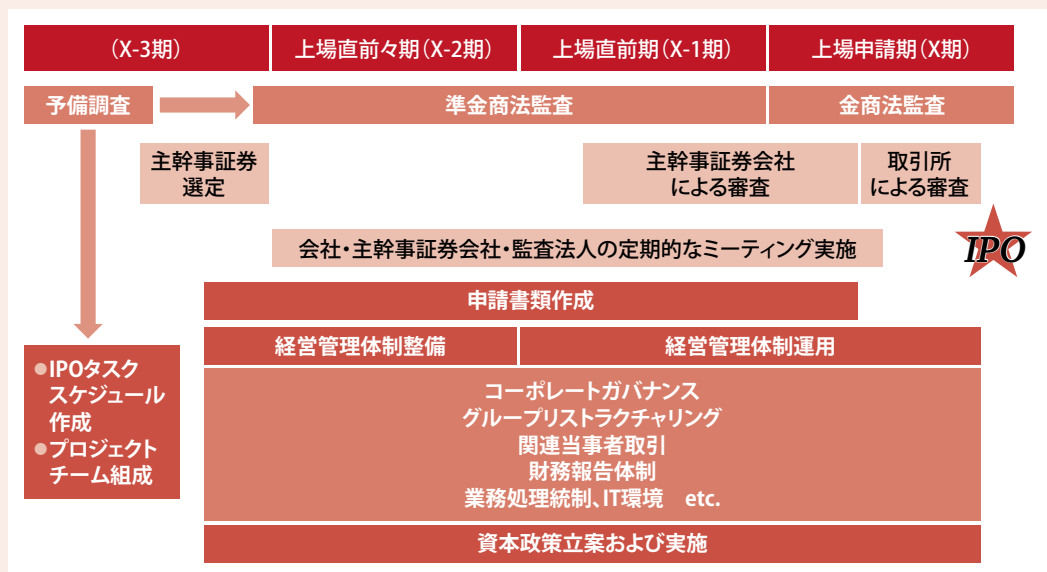 (X-3期)
上場直前々期(X-2期)
上場直前期(X-1期)
上場申請期(X期)
予備調査
準金商法監査
金商法監査
主幹事証券
選定
主幹事証券会社
による審査
取引所
による審査
会社・主幹事証券会社・監査法人の定期的なミーティング実施
IPO
申請書類作成
経営管理体制整備
経営管理体制運用
●IPOタスク
スケジュール
作成
●プロジェクト
チーム組成
コーポレートガバナンス
グループリストラクチャリング
関連当事者取引
財務報告体制
業務処理統制、IT環境 etc.
資本政策立案および実施